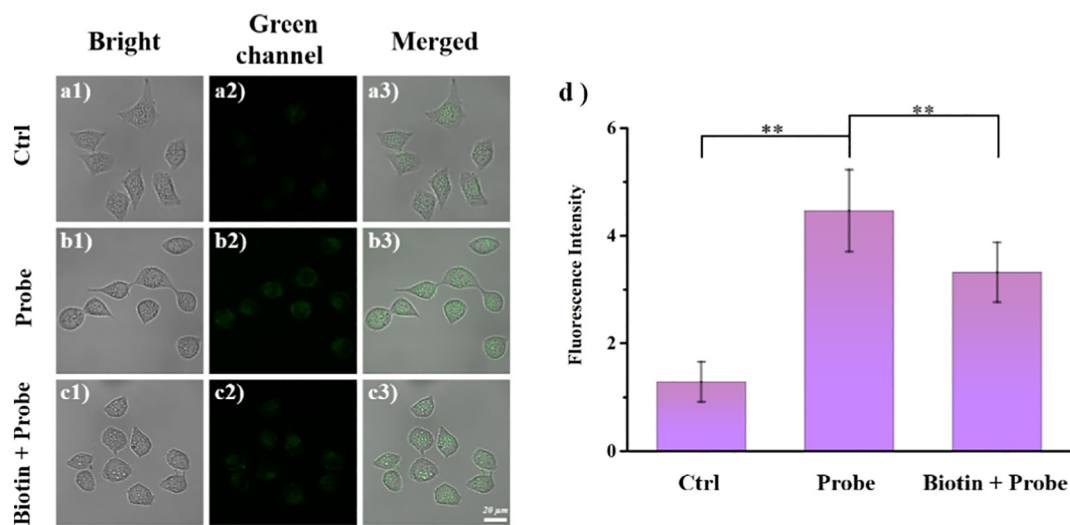 Bright
Green
channel
Merged
Ctrl
a1)
a2)
a3)
Probe
b1)
b2)
b3)
Biotin + Probe
c1)
c2)
c3)
20 μm
d )
**
**
Fluorescence Intensity
6
4
2
0
Ctrl
Probe
Biotin + Probe